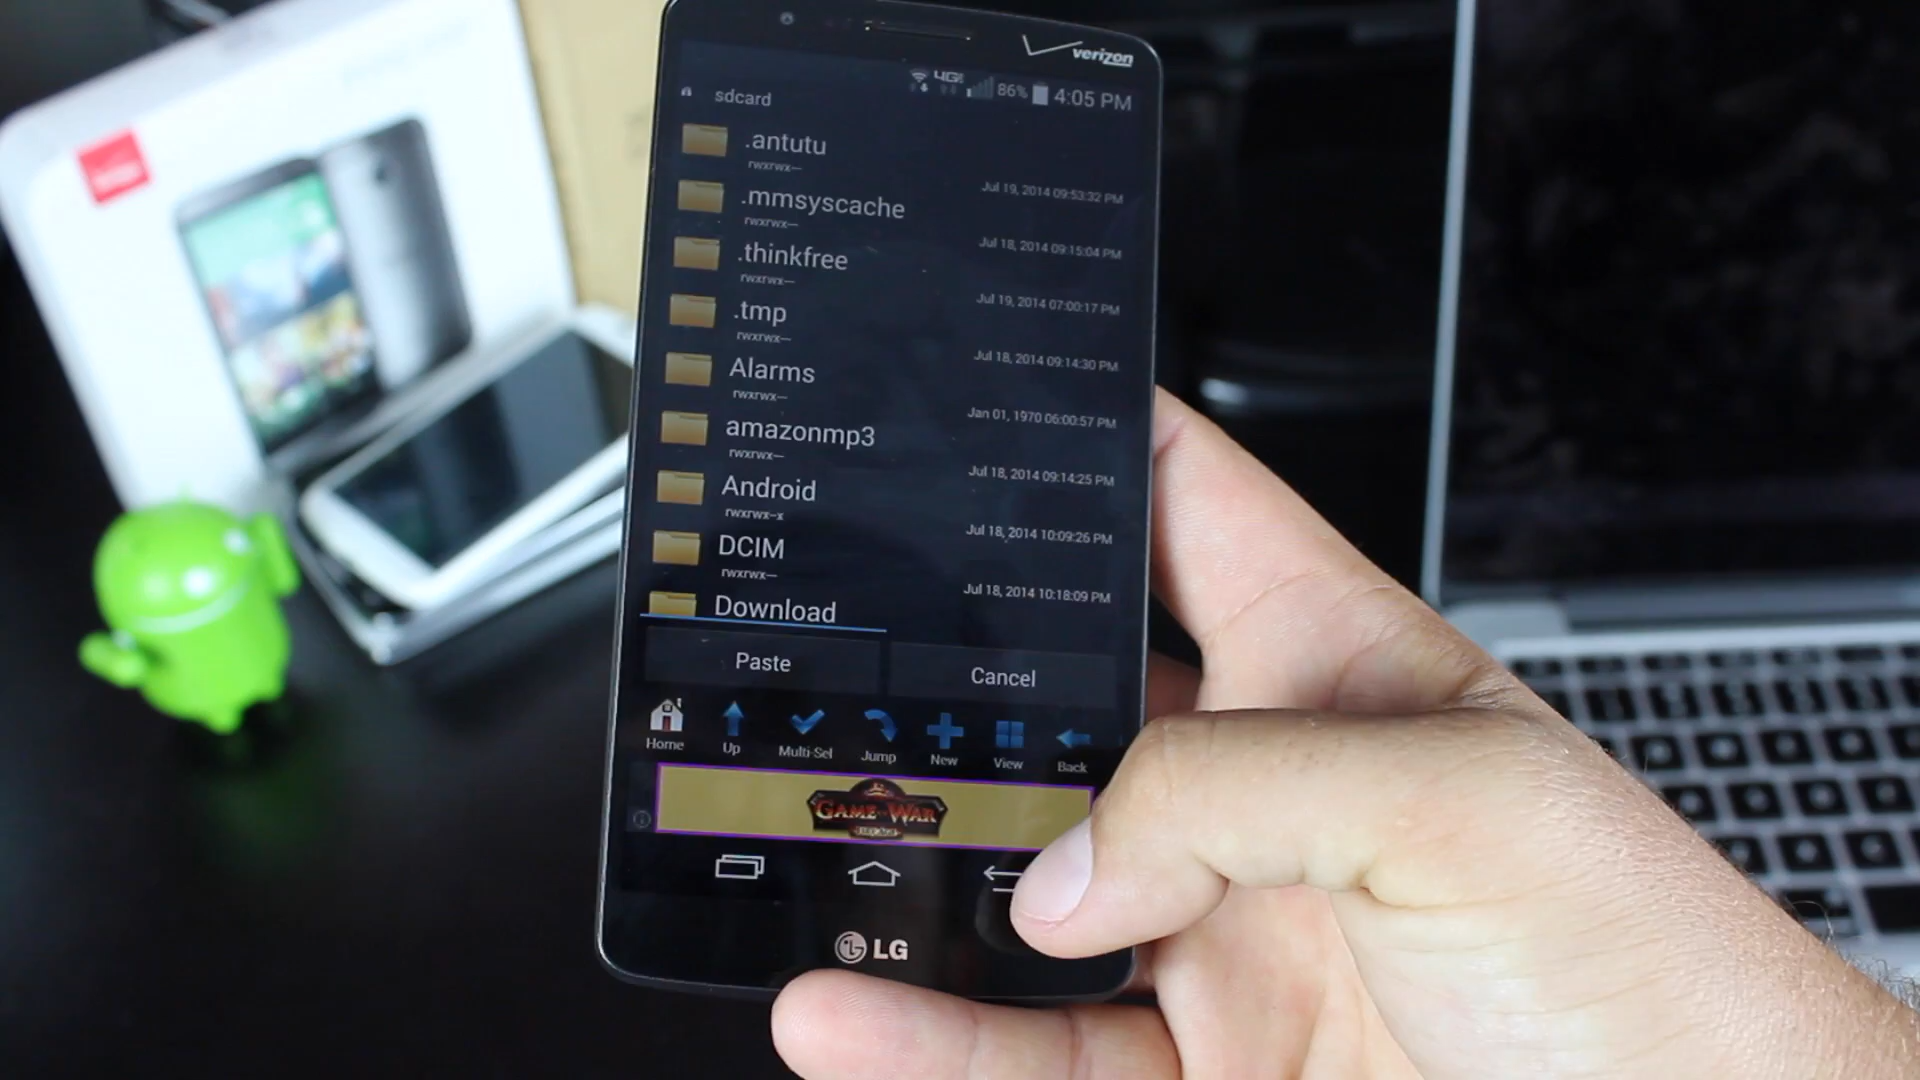 verizon
4G 86% 4:05 PM
sdcard
.antutu
rwxrwx---
Jul 19, 2014 09:53:32 PM
.mmsyscache
rwxrwx---
Jul 18, 2014 09:15:04 PM
.thinkfree
rwxrwx---
Jul 19, 2014 07:00:17 PM
.tmp
rwxrwx---
Jul 18, 2014 09:14:30 PM
Alarms
rwxrwx---
Jan 01, 1970 06:00:57 PM
amazonmp3
rwxrwx---
Jul 18, 2014 09:14:25 PM
Android
rwxrwx--x
Jul 18, 2014 10:09:26 PM
DCIM
rwxrwx---
Jul 18, 2014 10:18:09 PM
Download
Paste Cancel
Home Up Multi-Sel Jump New View Back
GAME OF WAR
FIRE AGE
LG